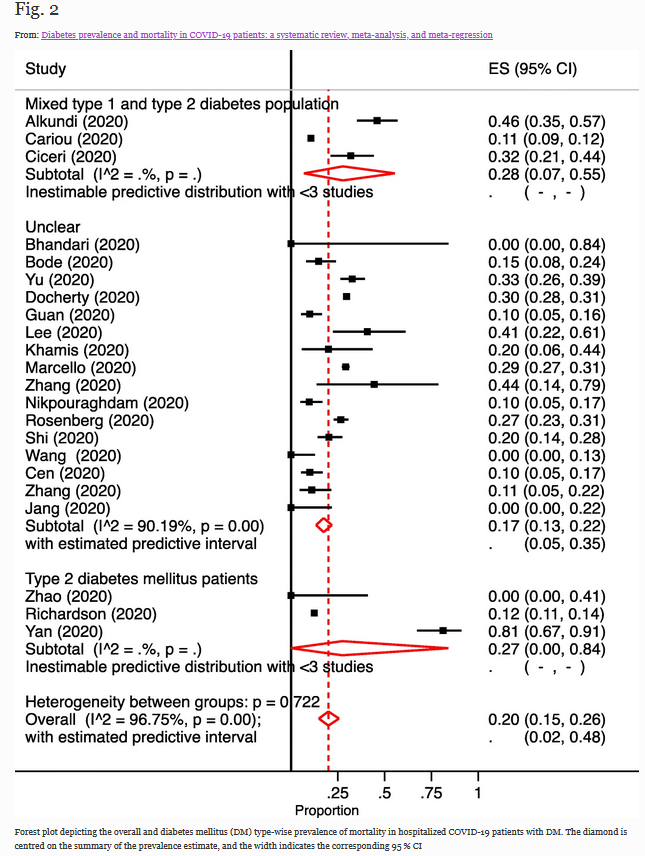 Fig. 2
From: Diabetes prevalence and mortality in COVID-19 patients: a systematic review, meta-analysis, and meta-regression
Study ES (95% CI)
Mixed type 1 and type 2 diabetes population
Alkundi (2020) 0.46 (0.35, 0.57)
Cariou (2020) 0.11 (0.09, 0.12)
Ciceri (2020) 0.32 (0.21, 0.44)
Subtotal (I^2 = .%, p = .) 0.28 (0.07, 0.55)
Inestimable predictive distribution with <3 studies . ( - , - )
Unclear
Bhandari (2020) 0.00 (0.00, 0.84)
Bode (2020) 0.15 (0.08, 0.24)
Yu (2020) 0.33 (0.26, 0.39)
Docherty (2020) 0.30 (0.28, 0.31)
Guan (2020) 0.10 (0.05, 0.16)
Lee (2020) 0.41 (0.22, 0.61)
Khamis (2020) 0.20 (0.06, 0.44)
Marcello (2020) 0.29 (0.27, 0.31)
Zhang (2020) 0.44 (0.14, 0.79)
Nikpouraghdam (2020) 0.10 (0.05, 0.17)
Rosenberg (2020) 0.27 (0.23, 0.31)
Shi (2020) 0.20 (0.14, 0.28)
Wang (2020) 0.00 (0.00, 0.13)
Cen (2020) 0.10 (0.05, 0.17)
Zhang (2020) 0.11 (0.05, 0.22)
Jang (2020) 0.00 (0.00, 0.22)
Subtotal (I^2 = 90.19%, p = 0.00) 0.17 (0.13, 0.22)
with estimated predictive interval . (0.05, 0.35)
Type 2 diabetes mellitus patients
Zhao (2020) 0.00 (0.00, 0.41)
Richardson (2020) 0.12 (0.11, 0.14)
Yan (2020) 0.81 (0.67, 0.91)
Subtotal (I^2 = .%, p = .) 0.27 (0.00, 0.84)
Inestimable predictive distribution with <3 studies . ( - , - )
Heterogeneity between groups: p = 0.722
Overall (I^2 = 96.75%, p = 0.00); 0.20 (0.15, 0.26)
with estimated predictive interval . (0.02, 0.48)
.25 .5 .75 1
Proportion
Forest plot depicting the overall and diabetes mellitus (DM) type-wise prevalence of mortality in hospitalized COVID-19 patients with DM. The diamond is
centred on the summary of the prevalence estimate, and the width indicates the corresponding 95 % CI